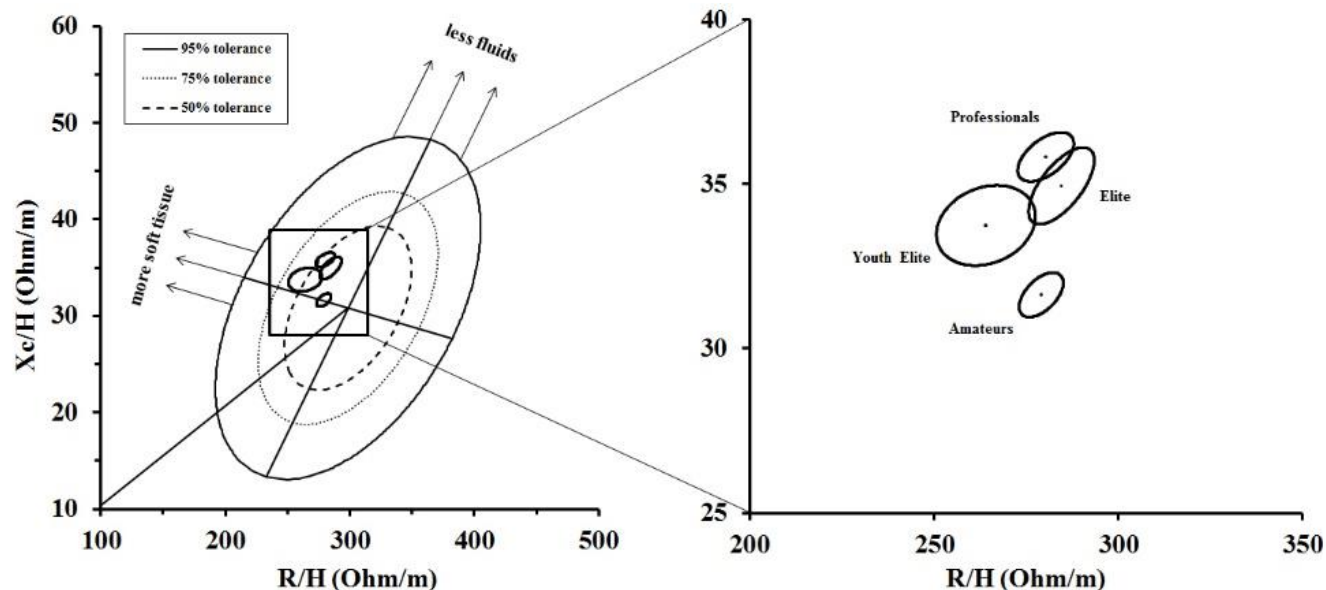 60
50
40
30
20
10
Xc/H (Ohm/m)
95% tolerance
75% tolerance
50% tolerance
less fluids
more soft tissue
100 200 300 400 500
R/H (Ohm/m)
40
35
30
25
Professionals
Elite
Youth Elite
Amateurs
200 250 300 350
R/H (Ohm/m)